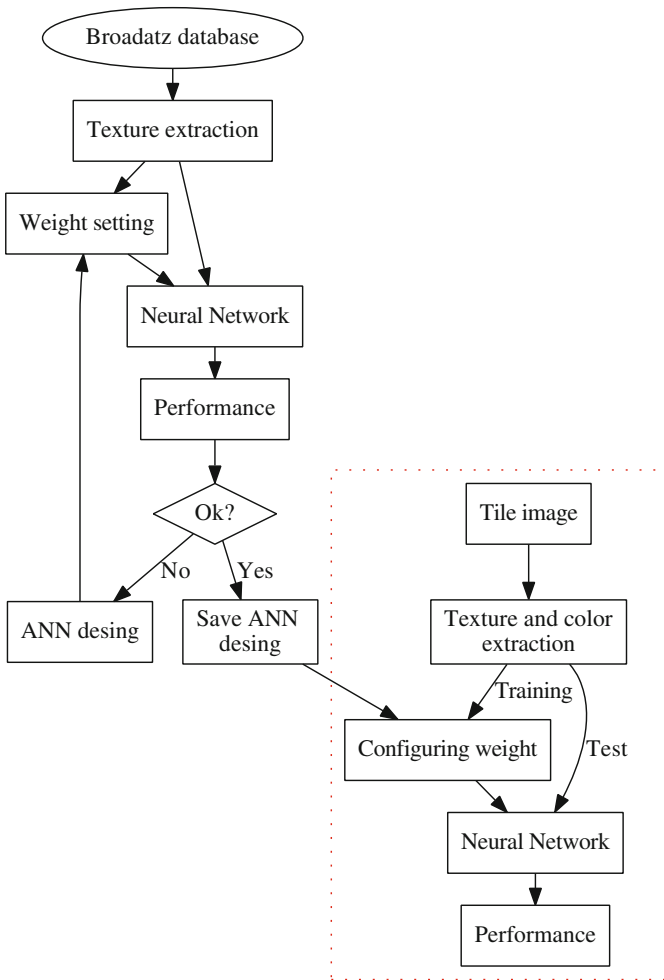 Broadatz database
Texture extraction
Weight setting
Neural Network
Performance
Ok?
No
Yes
ANN desing
Save ANN
desing
Tile image
Texture and color
extraction
Training
Test
Configuring weight
Neural Network
Performance